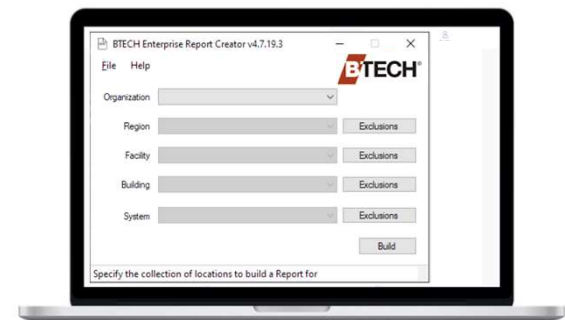 BTECH Enterprise Report Creator v4.7.19.3
File Help
BTECH®
Organization
Region Exclusions
Facility Exclusions
Building Exclusions
System Exclusions
Build
Specify the collection of locations to build a Report for